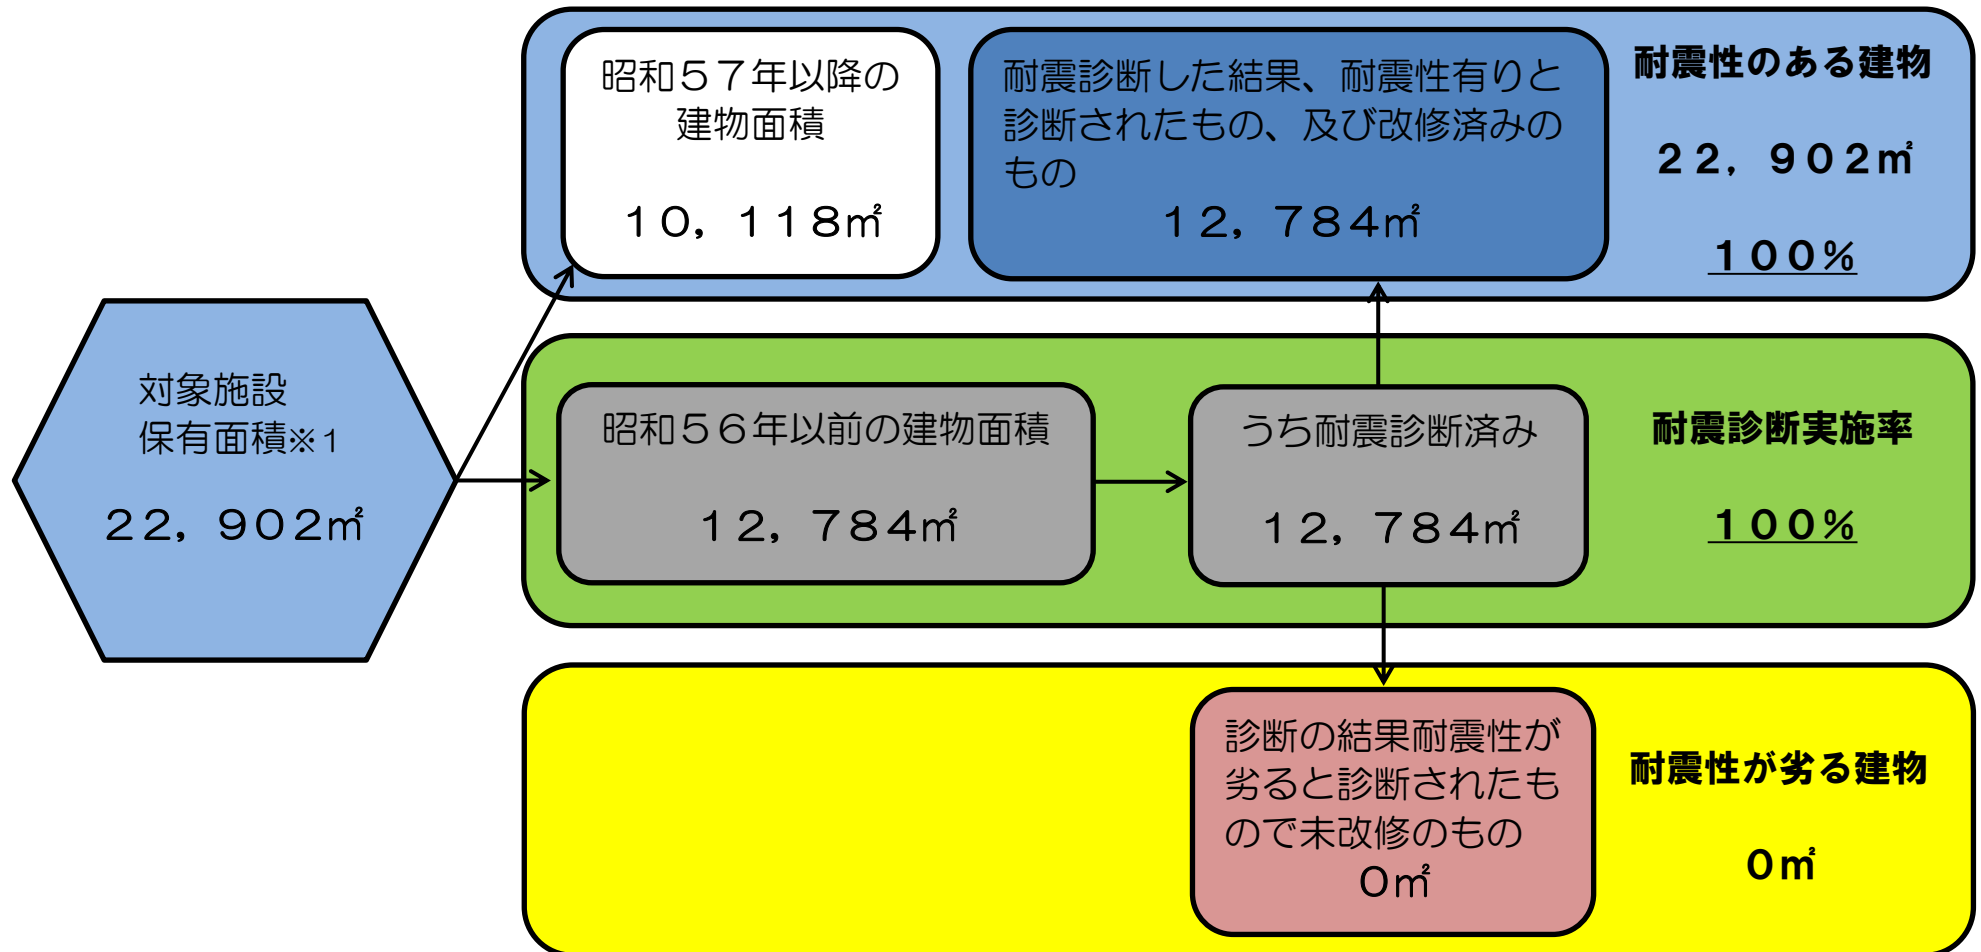 昭和５７年以降の
建物面積
１０，１１８㎡
耐震診断した結果、耐震性有りと
診断されたもの、及び改修済みの
もの
１２，７８４㎡
耐震性のある建物
２２，９０２㎡
１００％
対象施設
保有面積※1
２２，９０２㎡
昭和５６年以前の建物面積
１２，７８４㎡
うち耐震診断済み
１２，７８４㎡
耐震診断実施率
１００％
診断の結果耐震性が
劣ると診断されたも
ので未改修のもの
０㎡
耐震性が劣る建物
０㎡